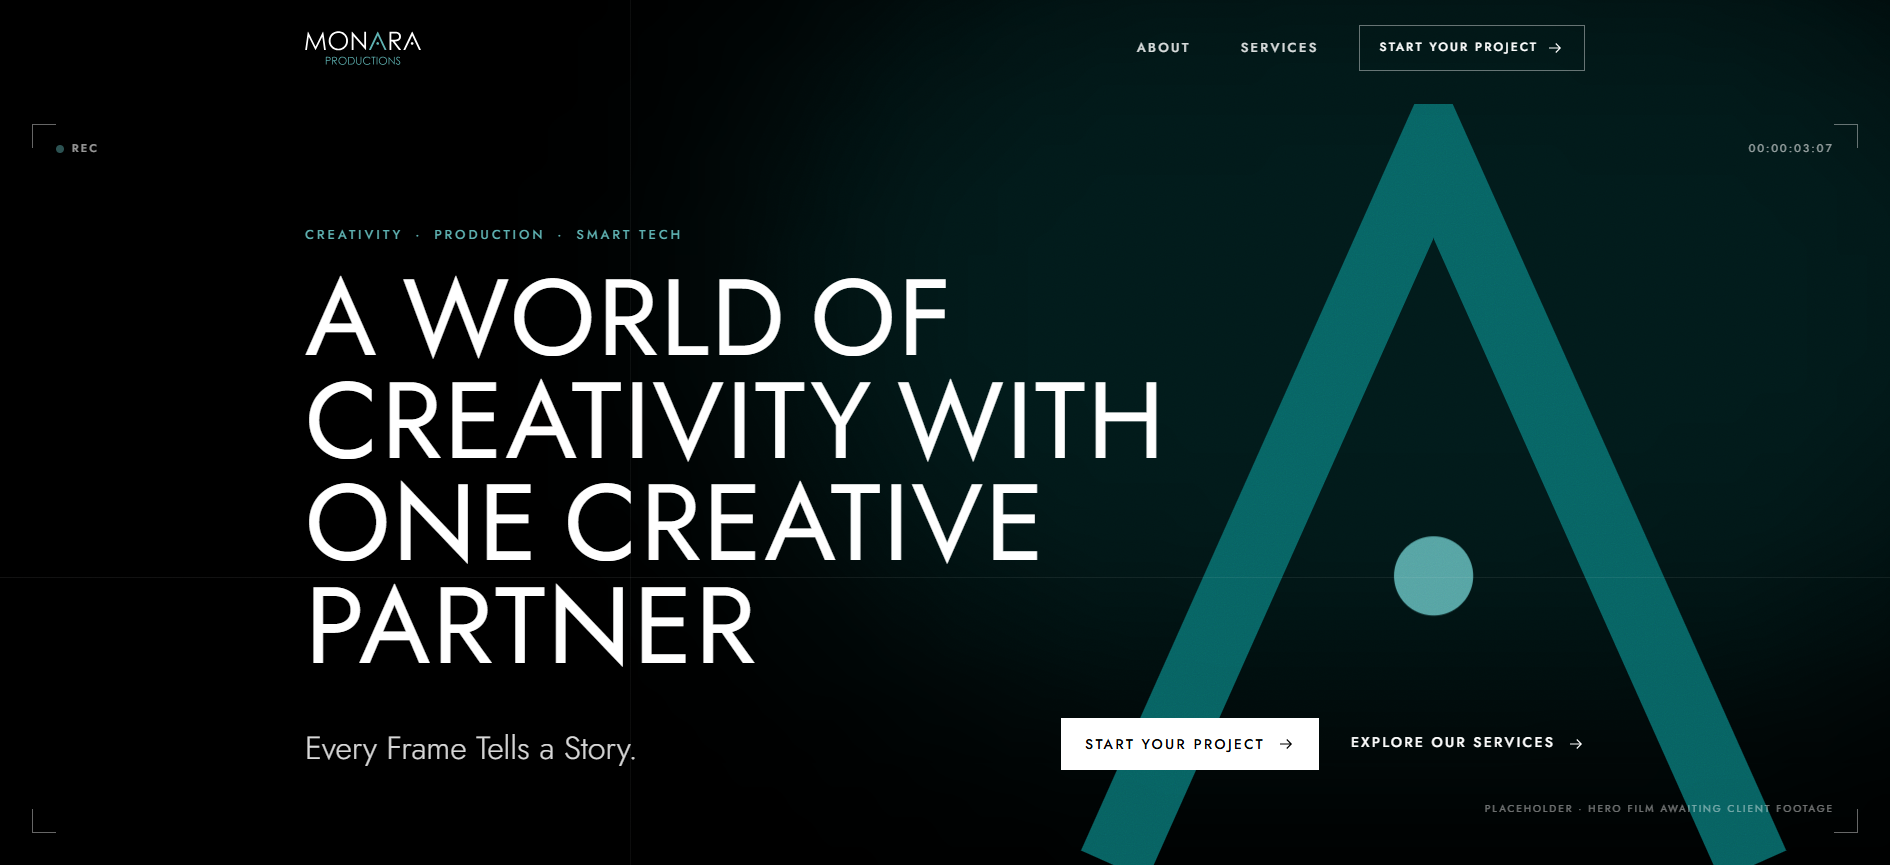 MONARA
PRODUCTIONS
ABOUT
SERVICES
START YOUR PROJECT →
REC
00:00:03:07
CREATIVITY · PRODUCTION · SMART TECH
A WORLD OF
CREATIVITY WITH
ONE CREATIVE
PARTNER
Every Frame Tells a Story.
START YOUR PROJECT →
EXPLORE OUR SERVICES →
PLACEHOLDER · HERO FILM AWAITING CLIENT FOOTAGE